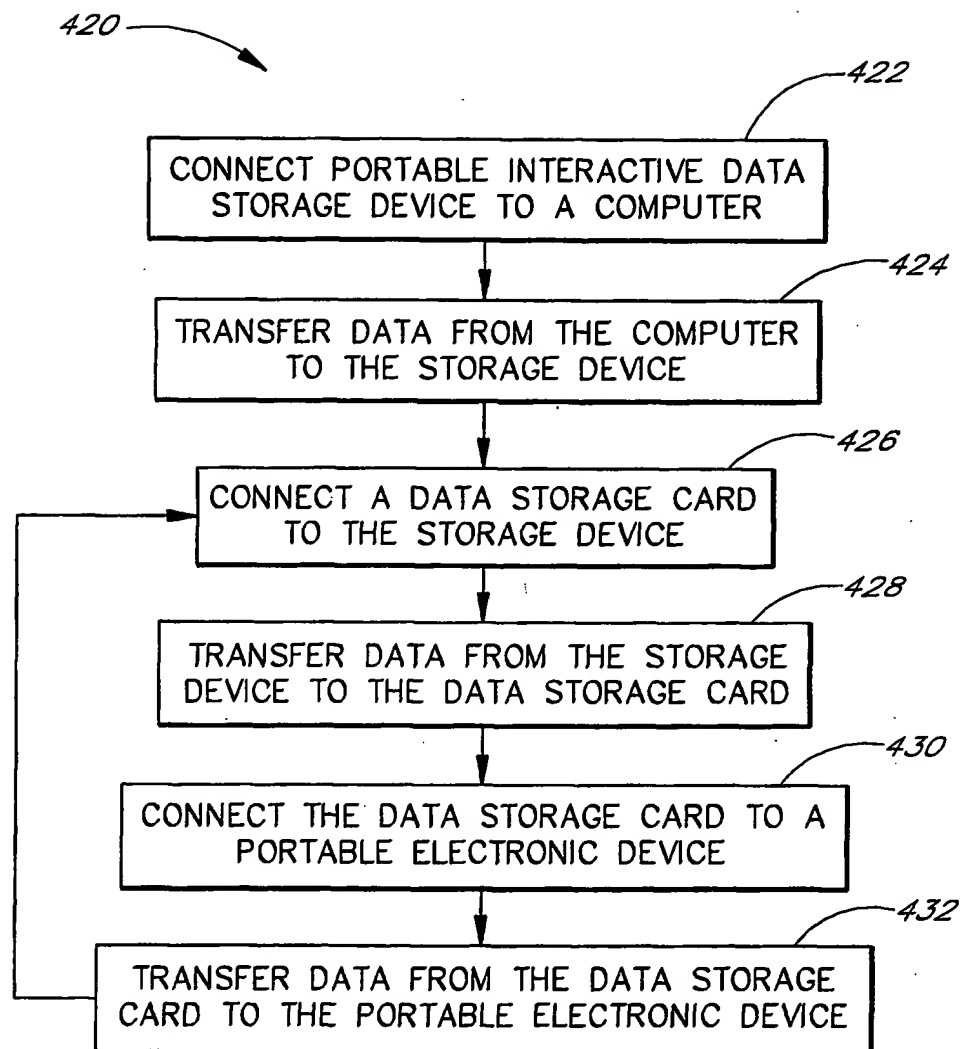 420
422
CONNECT PORTABLE INTERACTIVE DATA
STORAGE DEVICE TO A COMPUTER
424
TRANSFER DATA FROM THE COMPUTER
TO THE STORAGE DEVICE
426
CONNECT A DATA STORAGE CARD
TO THE STORAGE DEVICE
428
TRANSFER DATA FROM THE STORAGE
DEVICE TO THE DATA STORAGE CARD
430
CONNECT THE DATA STORAGE CARD TO A
PORTABLE ELECTRONIC DEVICE
432
TRANSFER DATA FROM THE DATA STORAGE
CARD TO THE PORTABLE ELECTRONIC DEVICE